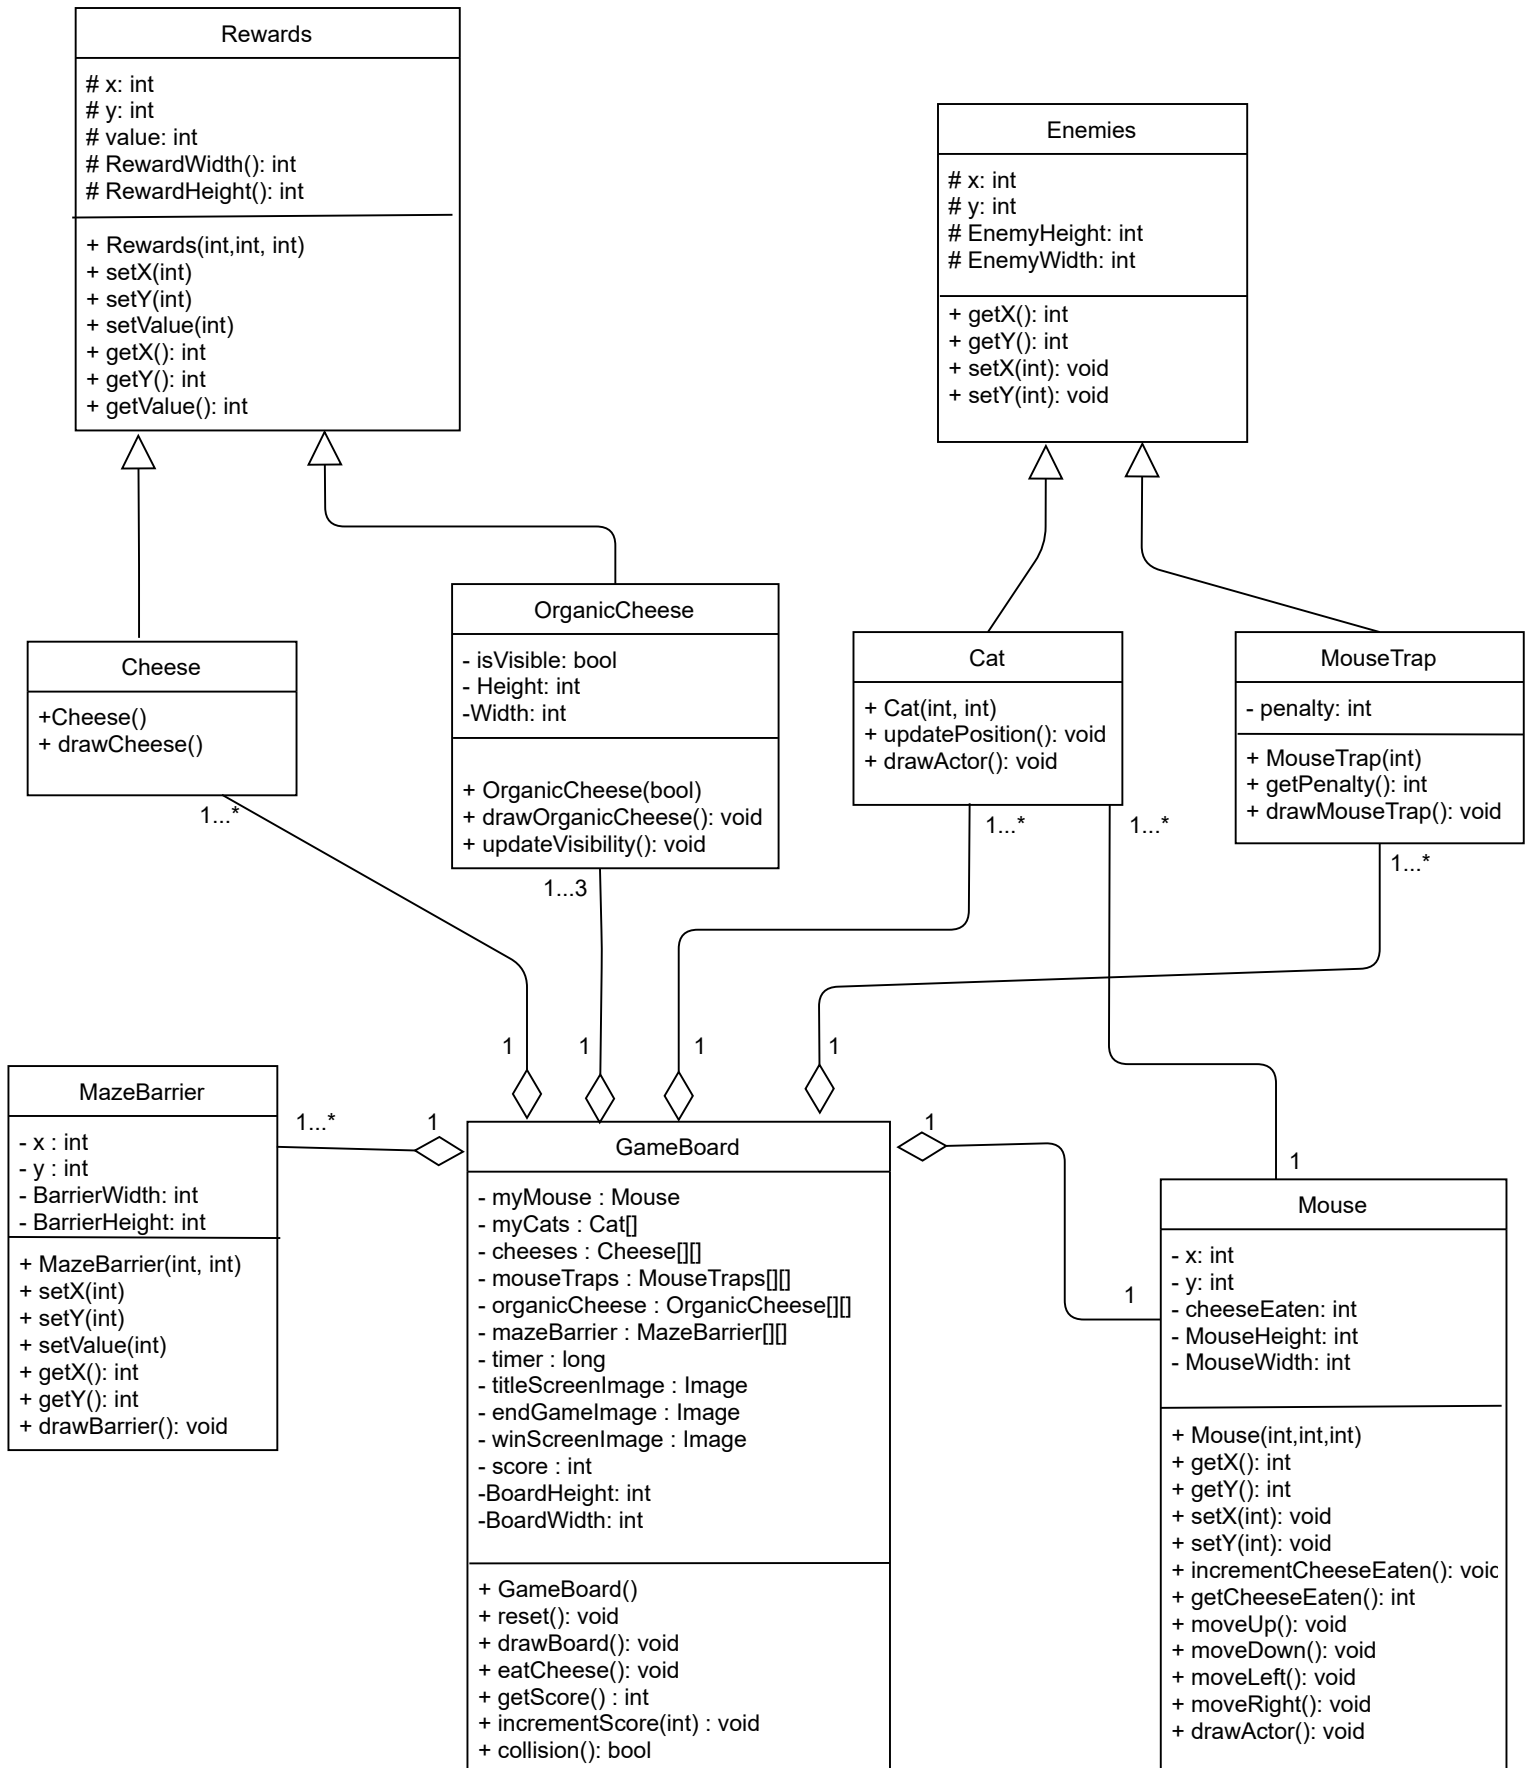 Rewards
# x: int
# y: int
# value: int
# RewardWidth(): int
# RewardHeight(): int
+ Rewards(int,int, int)
+ setX(int)
+ setY(int)
+ setValue(int)
+ getX(): int
+ getY(): int
+ getValue(): int
Enemies
# x: int
# y: int
# EnemyHeight: int
# EnemyWidth: int
+ getX(): int
+ getY(): int
+ setX(int): void
+ setY(int): void
Cheese
+Cheese()
+ drawCheese()
1...*
OrganicCheese
- isVisible: bool
- Height: int
-Width: int
+ OrganicCheese(bool)
+ drawOrganicCheese(): void
+ updateVisibility(): void
1...3
Cat
+ Cat(int, int)
+ updatePosition(): void
+ drawActor(): void
1...*
1...*
MouseTrap
- penalty: int
+ MouseTrap(int)
+ getPenalty(): int
+ drawMouseTrap(): void
1...*
1
1
1
1
MazeBarrier
- x : int
- y : int
- BarrierWidth: int
- BarrierHeight: int
+ MazeBarrier(int, int)
+ setX(int)
+ setY(int)
+ setValue(int)
+ getX(): int
+ getY(): int
+ drawBarrier(): void
1...*
1
GameBoard
- myMouse : Mouse
- myCats : Cat[]
- cheeses : Cheese[][]
- mouseTraps : MouseTraps[][]
- organicCheese : OrganicCheese[][]
- mazeBarrier : MazeBarrier[][]
- timer : long
- titleScreenImage : Image
- endGameImage : Image
- winScreenImage : Image
- score : int
-BoardHeight: int
-BoardWidth: int
+ GameBoard()
+ reset(): void
+ drawBoard(): void
+ eatCheese(): void
+ getScore() : int
+ incrementScore(int) : void
+ collision(): bool
1
1
1
Mouse
- x: int
- y: int
- cheeseEaten: int
- MouseHeight: int
- MouseWidth: int
+ Mouse(int,int,int)
+ getX(): int
+ getY(): int
+ setX(int): void
+ setY(int): void
+ incrementCheeseEaten(): void
+ getCheeseEaten(): int
+ moveUp(): void
+ moveDown(): void
+ moveLeft(): void
+ moveRight(): void
+ drawActor(): void